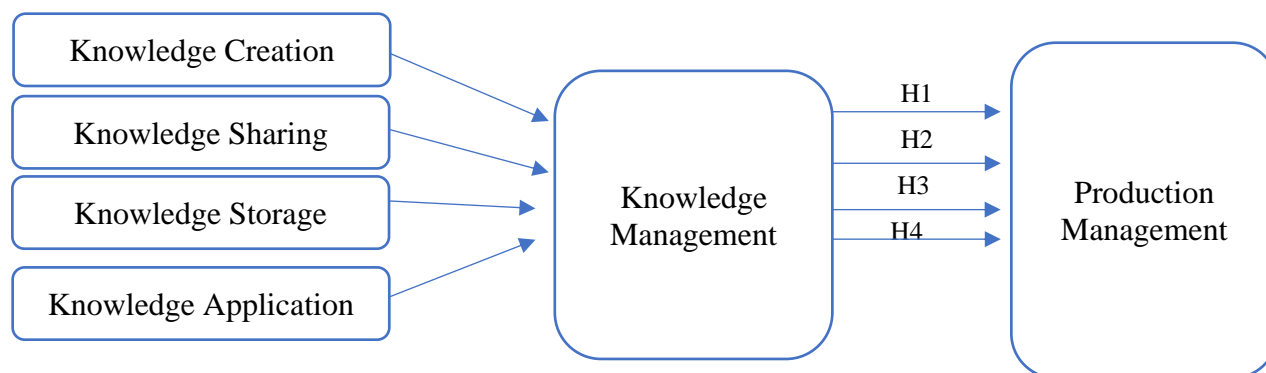 Knowledge Creation
Knowledge Sharing
Knowledge Storage
Knowledge Application
Knowledge
Management
H1
H2
H3
H4
Production
Management